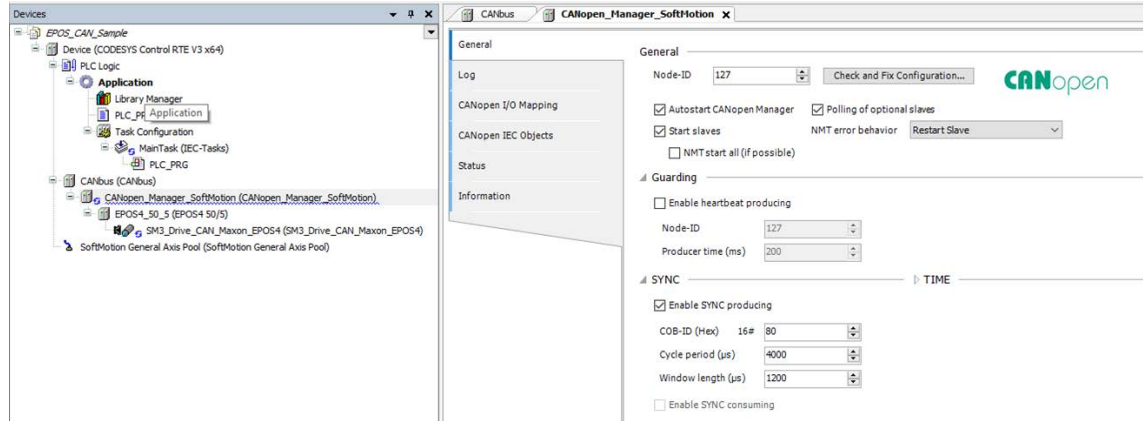 Devices
EPOS_CAN_Sample
Device (CODESYS Control RTE V3 x64)
PLC Logic
Application
Library Manager
Application
Task Configuration
MainTask (IEC-Tasks)
PLC_PRG
CANbus (CANbus)
CANopen_Manager_SoftMotion (CANopen_Manager_SoftMotion)
EPOS4_50_5 (EPOS4 50/5)
SM3_Drive_CAN_Maxon_EPOS4 (SM3_Drive_CAN_Maxon_EPOS4)
SoftMotion General Axis Pool (SoftMotion General Axis Pool)
CANbus CANopen_Manager_SoftMotion X
General
Log
CANopen I/O Mapping
CANopen IEC Objects
Status
Information
General
Node-ID 127 Check and Fix Configuration... CANopen
Autostart CANopen Manager Polling of optional slaves
Start slaves NMT error behavior Restart Slave
NMT start all (if possible)
Guarding
Enable heartbeat producing
Node-ID 127
Producer time (ms) 200
SYNC TIME
Enable SYNC producing
COB-ID (Hex) 16# 80
Cycle period (µs) 4000
Window length (µs) 1200
Enable SYNC consuming